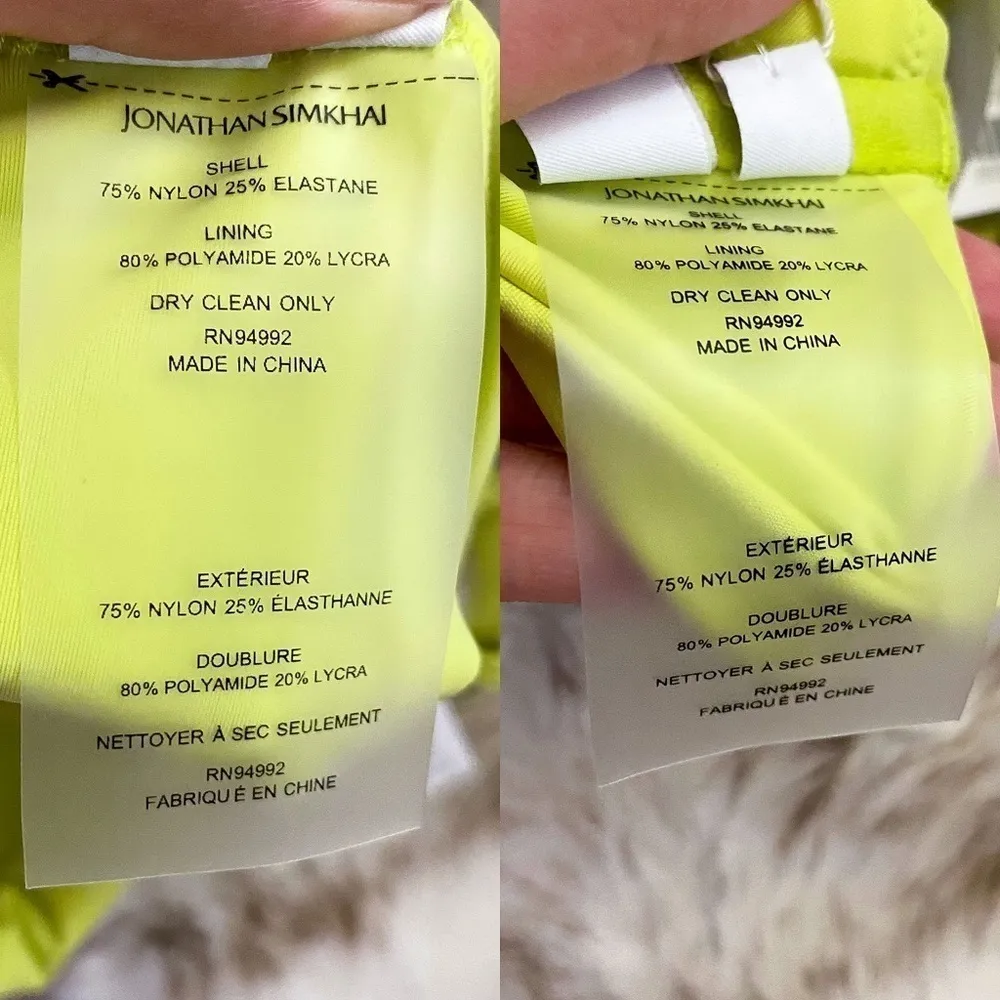 JONATHAN SIMKHAI
SHELL
75% NYLON 25% ELASTANE
LINING
80% POLYAMIDE 20% LYCRA
DRY CLEAN ONLY
RN94992
MADE IN CHINA
EXTÉRIEUR
75% NYLON 25% ÉLASTHANNE
DOUBLURE
80% POLYAMIDE 20% LYCRA
NETTOYER À SEC SEULEMENT
RN94992
FABRIQUÉ EN CHINE
JONATHAN SIMKHAI
SHELL
75% NYLON 25% ELASTANE
LINING
80% POLYAMIDE 20% LYCRA
DRY CLEAN ONLY
RN94992
MADE IN CHINA
EXTÉRIEUR
75% NYLON 25% ÉLASTHANNE
DOUBLURE
80% POLYAMIDE 20% LYCRA
NETTOYER À SEC SEULEMENT
RN94992
FABRIQUÉ EN CHINE